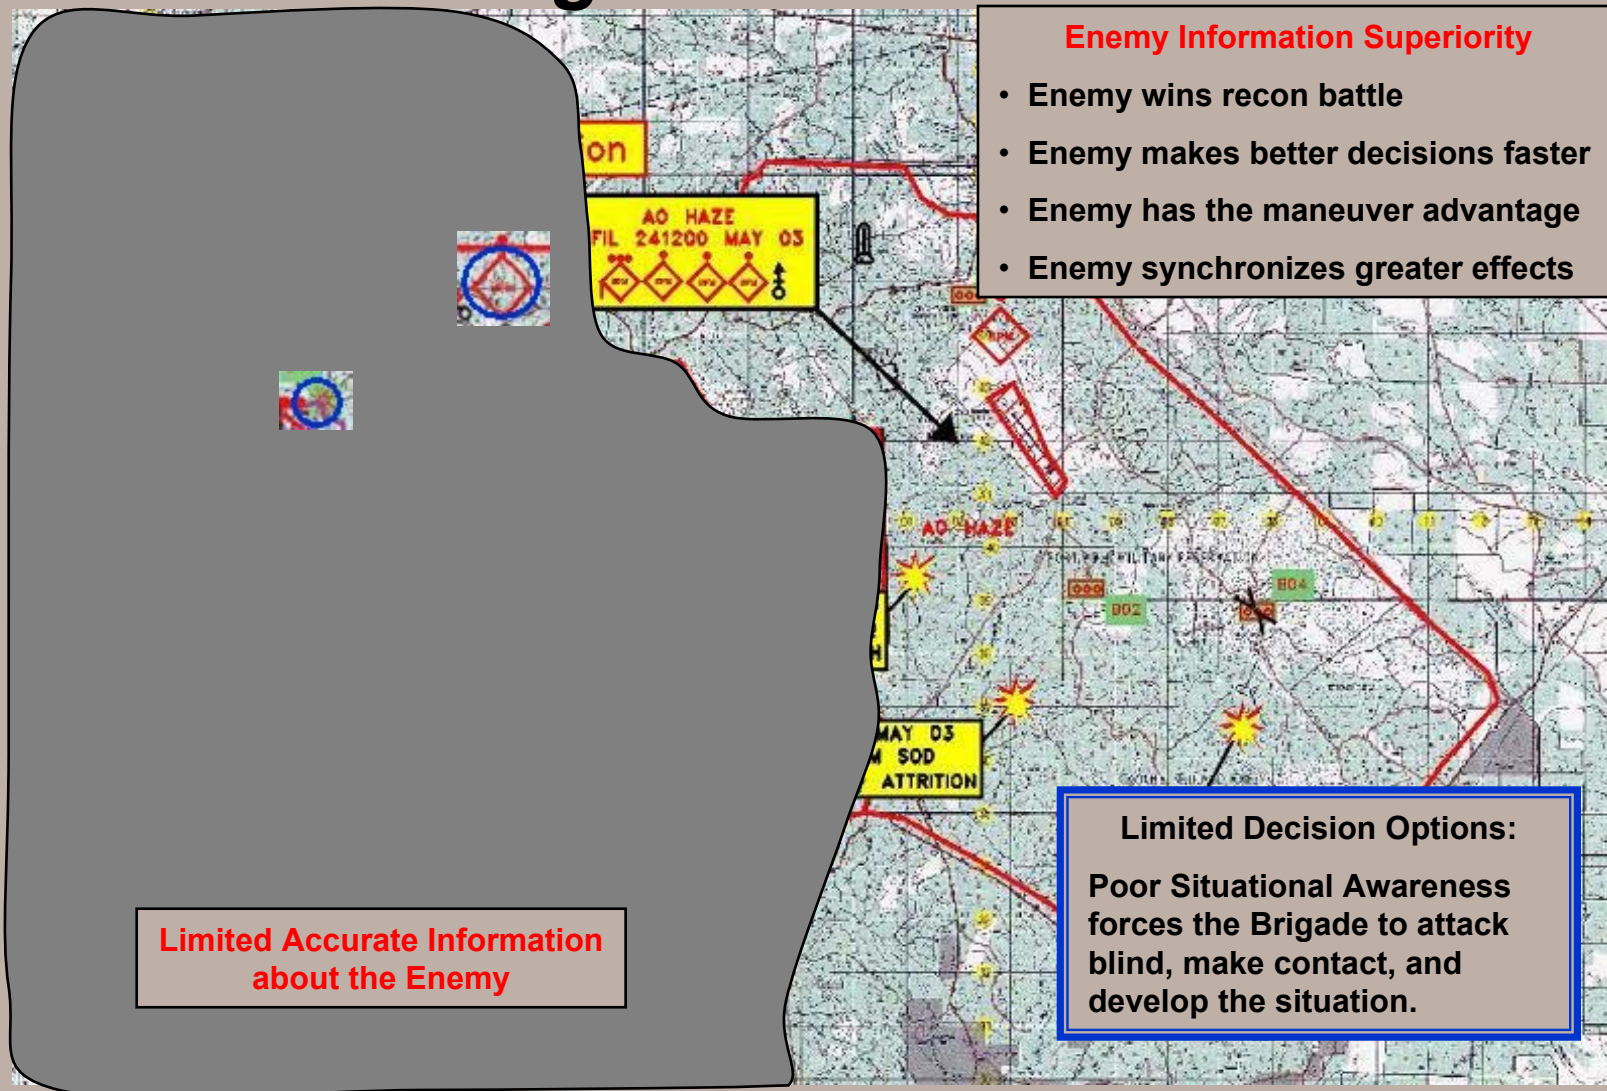 g
Enemy Information Superiority
• Enemy wins recon battle
• Enemy makes better decisions faster
• Enemy has the maneuver advantage
• Enemy synchronizes greater effects
ion
AO HAZE
FIL 241200 MAY 03
AO HAZE
B04
B02
H
MAY 03
M SOD
ATTRITION
Limited Decision Options:
Poor Situational Awareness
forces the Brigade to attack
blind, make contact, and
develop the situation.
Limited Accurate Information
about the Enemy